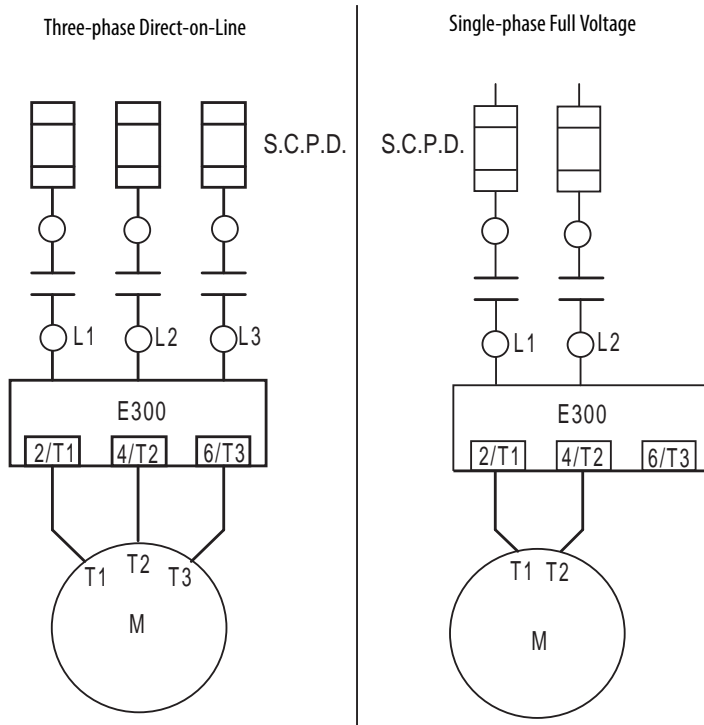 Three-phase Direct-on-Line
S.C.P.D.
L1 L2 L3
E300
2/T1 4/T2 6/T3
T1 T2 T3
M
Single-phase Full Voltage
S.C.P.D.
L1 L2
E300
2/T1 4/T2 6/T3
T1 T2
M